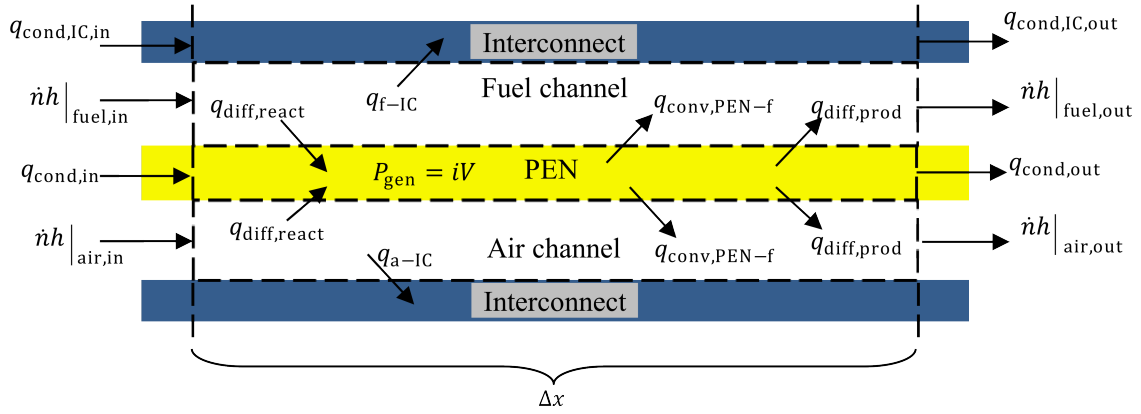 q_cond,IC,in
Interconnect
q_cond,IC,out
q_f−IC
Fuel channel
ṅh|_fuel,in
q_diff,react
q_conv,PEN−f
q_diff,prod
ṅh|_fuel,out
q_cond,in
P_gen = iV
PEN
q_cond,out
q_diff,react
ṅh|_air,in
q_a−IC
Air channel
q_conv,PEN−f
q_diff,prod
ṅh|_air,out
Interconnect
Δx